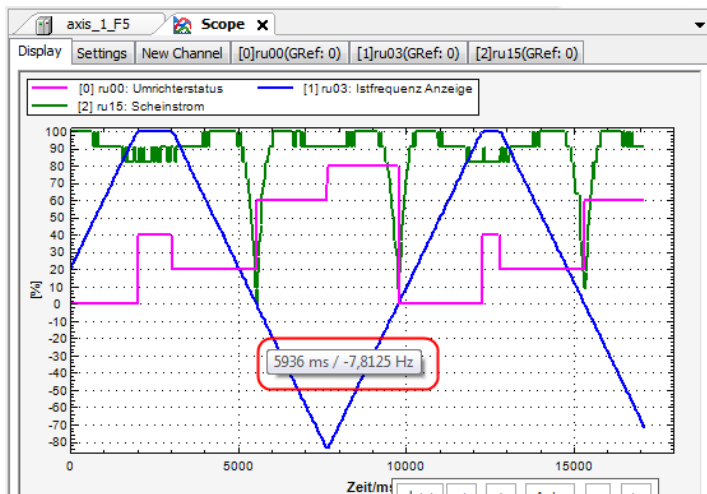 axis_1_F5 Scope
Display Settings New Channel [0]ru00(GRef: 0) [1]ru03(GRef: 0) [2]ru15(GRef: 0)
[0] ru00: Umrichterstatus [1] ru03: Istfrequenz Anzeige
[2] ru15: Scheinstrom
100
90
80
70
60
50
40
30
20
10
0
-10
-20
-30
-40
-50
-60
-70
-80
[%]
5936 ms / -7,8125 Hz
0 5000 10000 15000
Zeit/ms